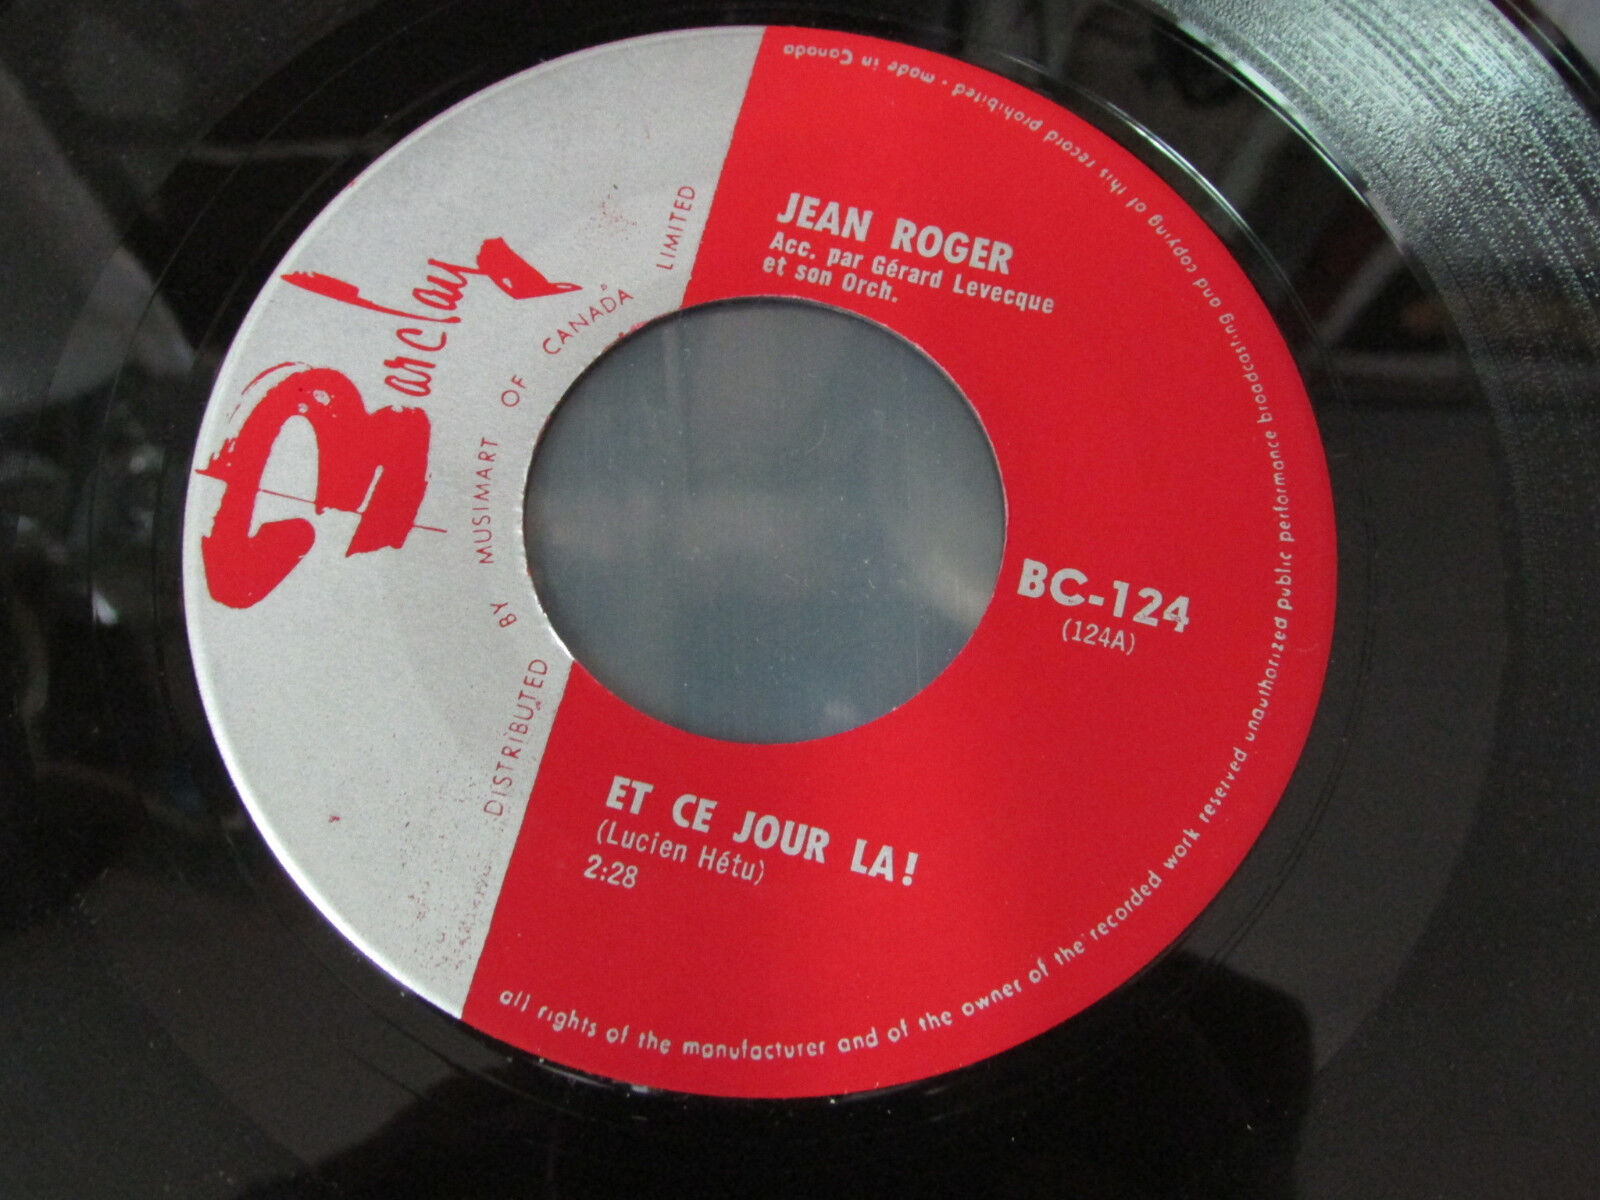 Barclay
DISTRIBUTED BY MUSIMART OF CANADA LIMITED
JEAN ROGER
Acc. par Gérard Levecque
et son Orch.
BC-124
(124A)
ET CE JOUR LA!
(Lucien Hétu)
2:28
all rights of the manufacturer and of the owner of the recorded work reserved unauthorized public performance broadcasting and copying of this record prohibited - made in Canada